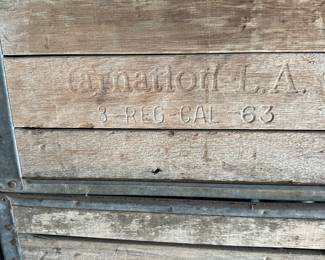 Carnation L.A.
3-REG-CAL 63